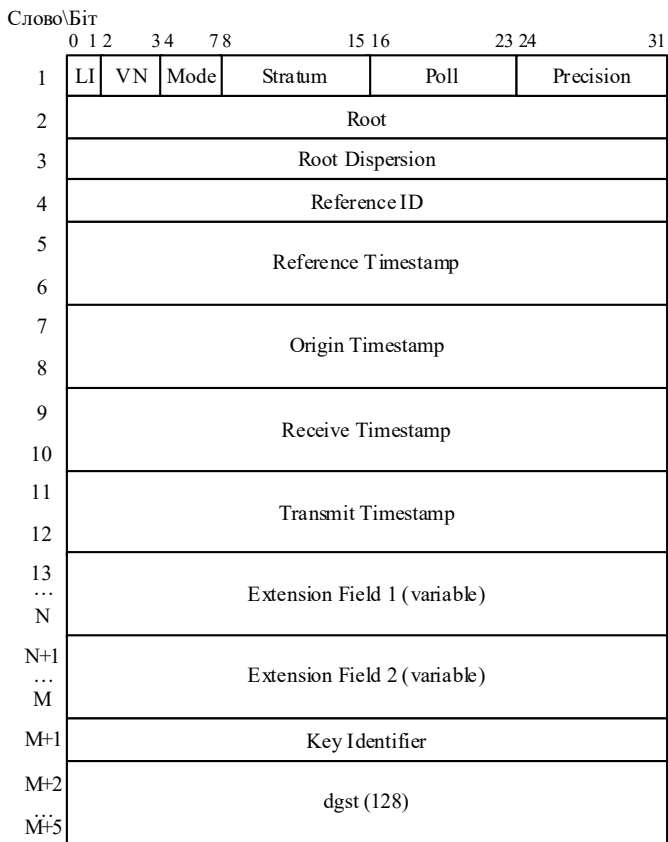 Слово\Біт
0 1 2 3 4 7 8 15 16 23 24 31
1 LI VN Mode Stratum Poll Precision
2 Root
3 Root Dispersion
4 Reference ID
5
Reference Timestamp
6
7
Origin Timestamp
8
9
Receive Timestamp
10
11
Transmit Timestamp
12
13
…
Extension Field 1 (variable)
N
N+1
…
Extension Field 2 (variable)
M
M+1 Key Identifier
M+2
dgst (128)
…
M+5